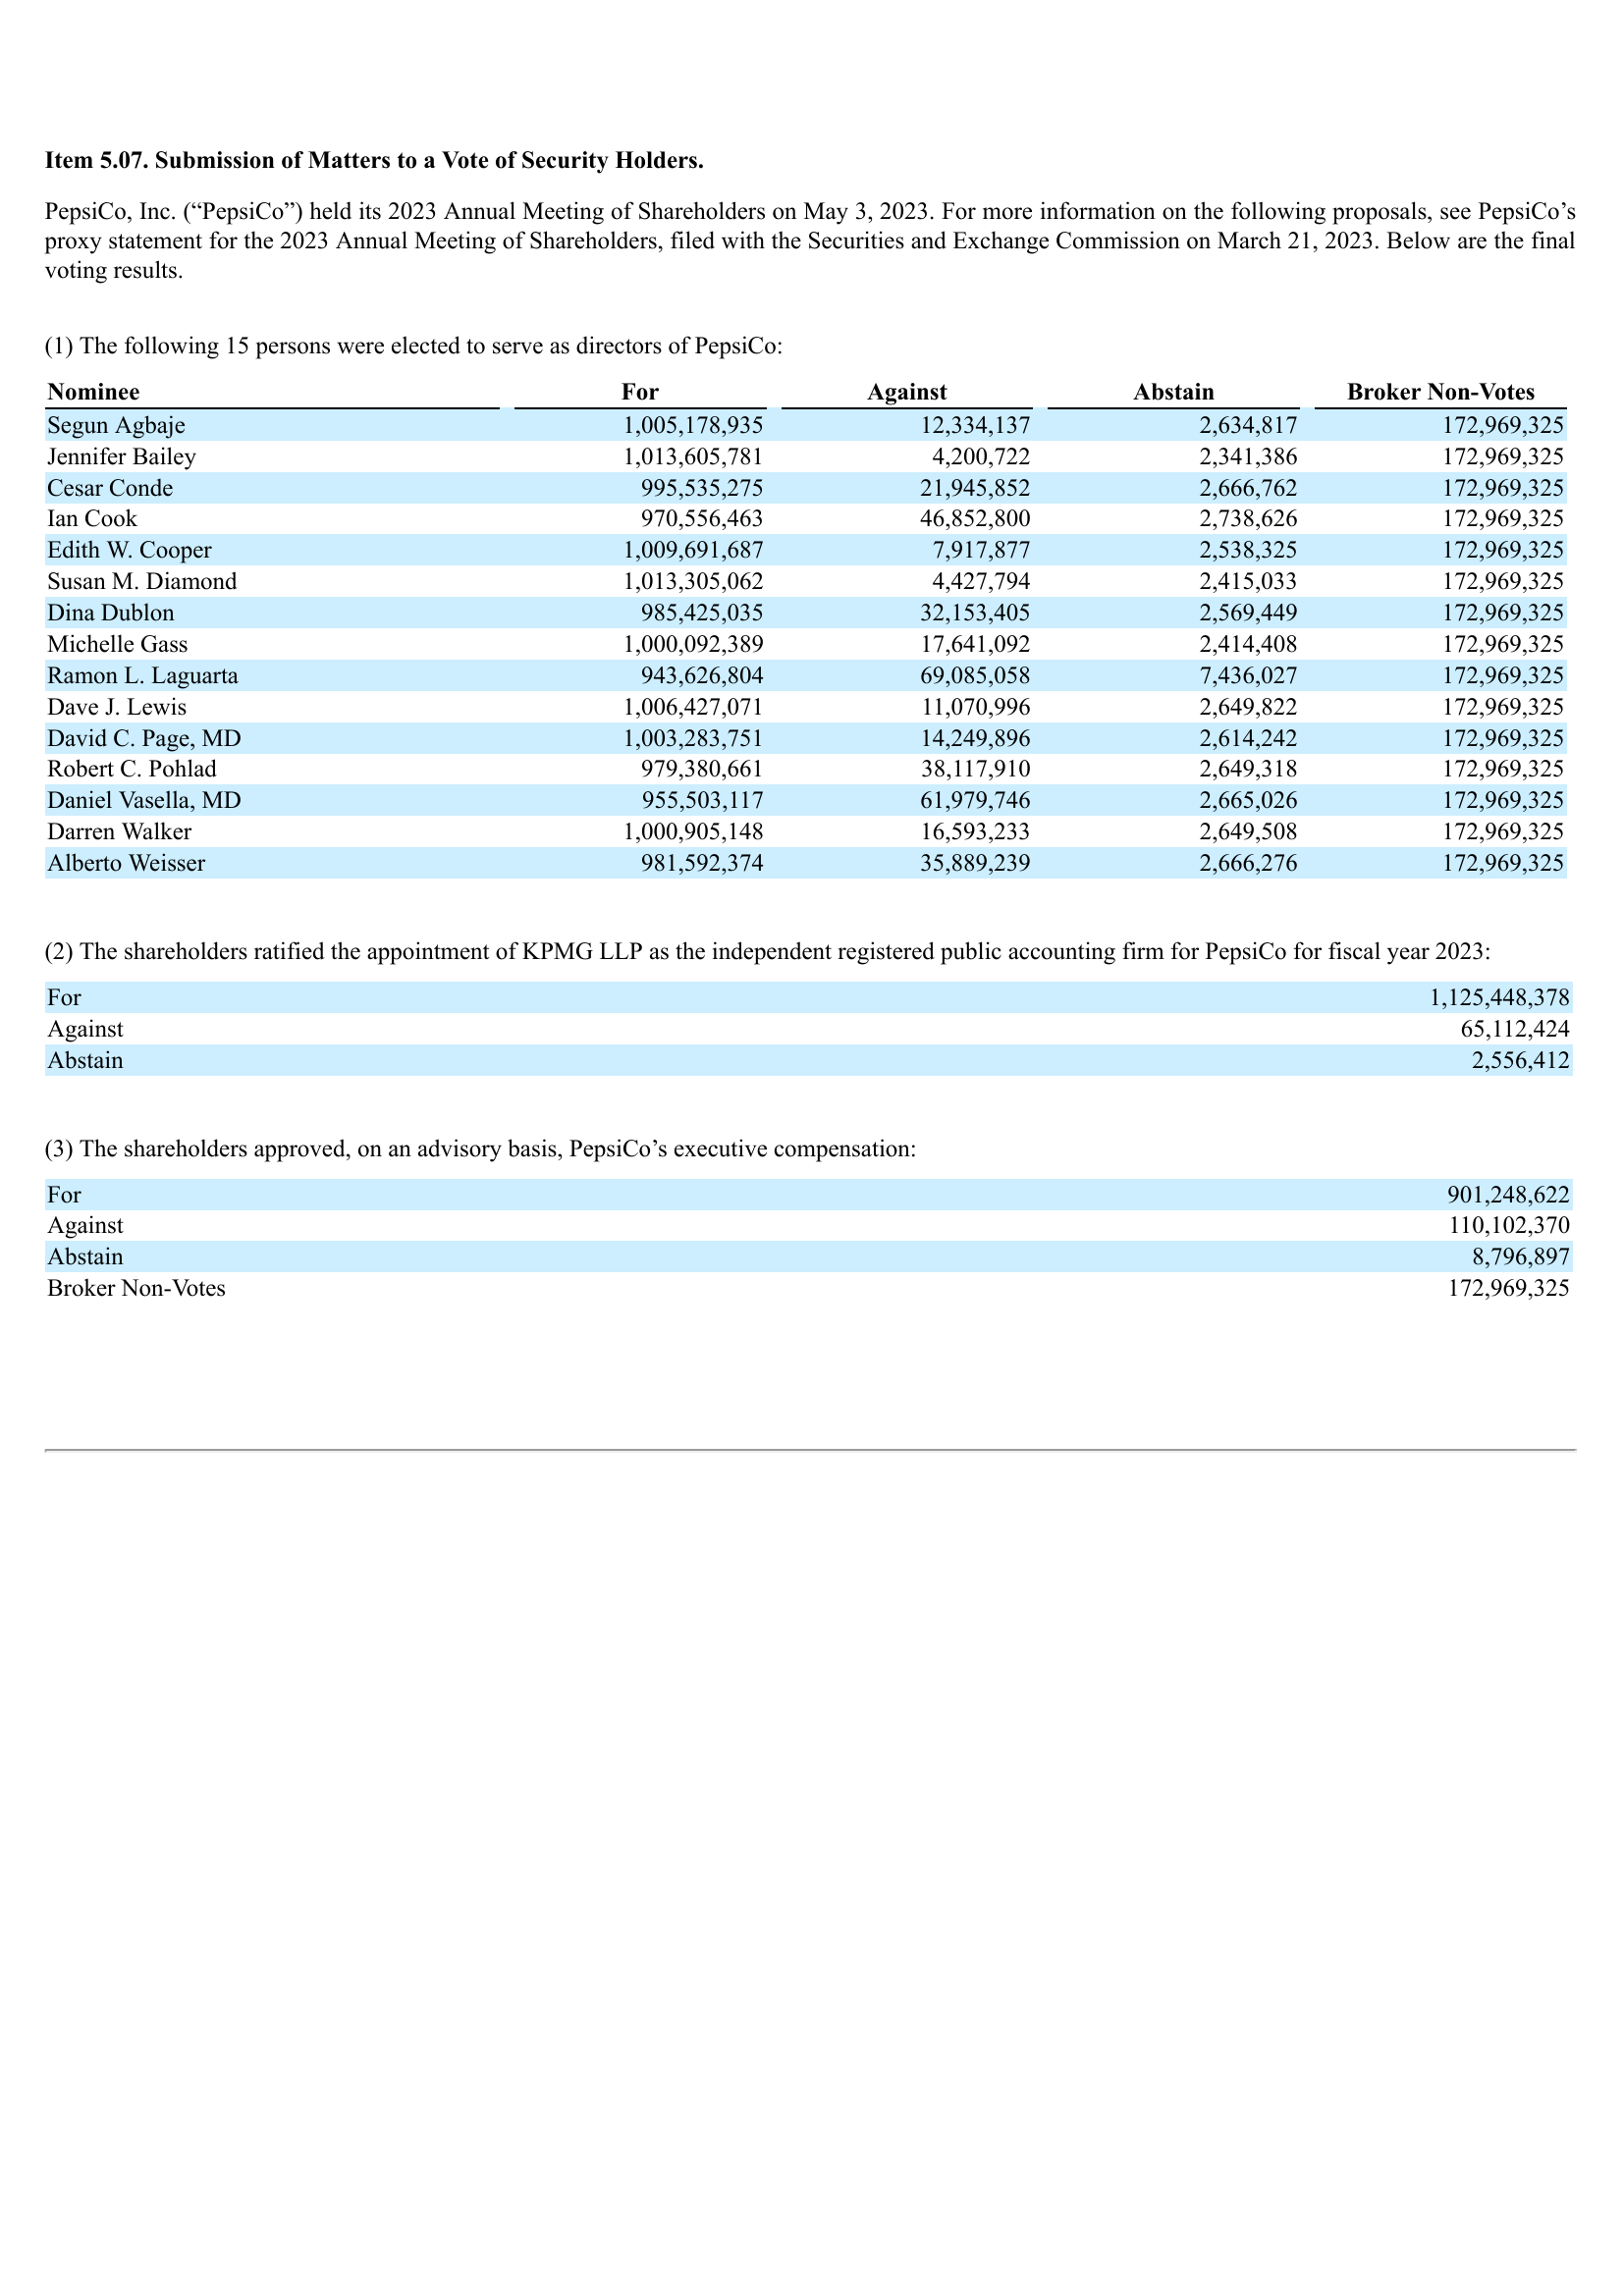 Item 5.07. Submission of Matters to a Vote of Security Holders.
PepsiCo, Inc. (“PepsiCo”) held its 2023 Annual Meeting of Shareholders on May 3, 2023. For more information on the following proposals, see PepsiCo’s
proxy statement for the 2023 Annual Meeting of Shareholders, filed with the Securities and Exchange Commission on March 21, 2023. Below are the final
voting results.
(1) The following 15 persons were elected to serve as directors of PepsiCo:
Nominee For Against Abstain Broker Non-Votes
Segun Agbaje 1,005,178,935 12,334,137 2,634,817 172,969,325
Jennifer Bailey 1,013,605,781 4,200,722 2,341,386 172,969,325
Cesar Conde 995,535,275 21,945,852 2,666,762 172,969,325
Ian Cook 970,556,463 46,852,800 2,738,626 172,969,325
Edith W. Cooper 1,009,691,687 7,917,877 2,538,325 172,969,325
Susan M. Diamond 1,013,305,062 4,427,794 2,415,033 172,969,325
Dina Dublon 985,425,035 32,153,405 2,569,449 172,969,325
Michelle Gass 1,000,092,389 17,641,092 2,414,408 172,969,325
Ramon L. Laguarta 943,626,804 69,085,058 7,436,027 172,969,325
Dave J. Lewis 1,006,427,071 11,070,996 2,649,822 172,969,325
David C. Page, MD 1,003,283,751 14,249,896 2,614,242 172,969,325
Robert C. Pohlad 979,380,661 38,117,910 2,649,318 172,969,325
Daniel Vasella, MD 955,503,117 61,979,746 2,665,026 172,969,325
Darren Walker 1,000,905,148 16,593,233 2,649,508 172,969,325
Alberto Weisser 981,592,374 35,889,239 2,666,276 172,969,325
(2) The shareholders ratified the appointment of KPMG LLP as the independent registered public accounting firm for PepsiCo for fiscal year 2023:
For 1,125,448,378
Against 65,112,424
Abstain 2,556,412
(3) The shareholders approved, on an advisory basis, PepsiCo’s executive compensation:
For 901,248,622
Against 110,102,370
Abstain 8,796,897
Broker Non-Votes 172,969,325